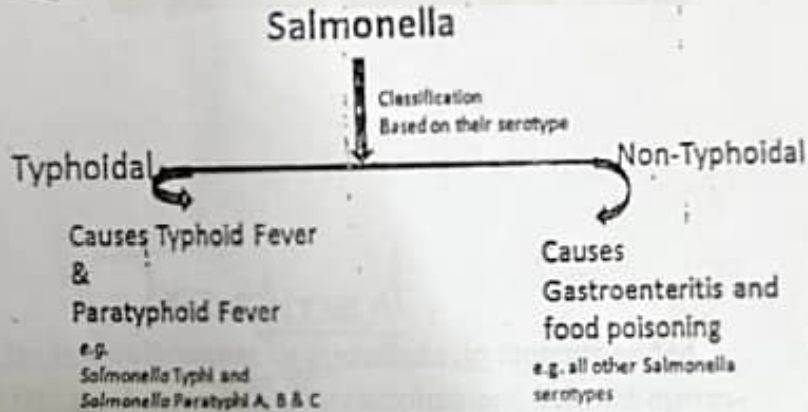 Salmonella
Classification
Based on their serotype
Typhoidal
Non-Typhoidal
Causes Typhoid Fever
&
Paratyphoid Fever
e.g.
Salmonella Typhi and
Salmonella Paratyphi A, B & C
Causes
Gastroenteritis and
food poisoning
e.g. all other Salmonella
serotypes